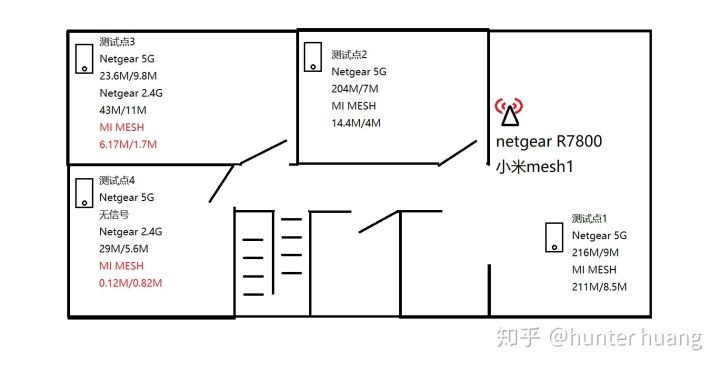 测试点3
Netgear 5G
23.6M/9.8M
Netgear 2.4G
43M/11M
MI MESH
6.17M/1.7M
测试点2
Netgear 5G
204M/7M
MI MESH
14.4M/4M
netgear R7800
小米mesh1
测试点4
Netgear 5G
无信号
Netgear 2.4G
29M/5.6M
MI MESH
0.12M/0.82M
测试点1
Netgear 5G
216M/9M
MI MESH
211M/8.5M
知乎 @hunter huang